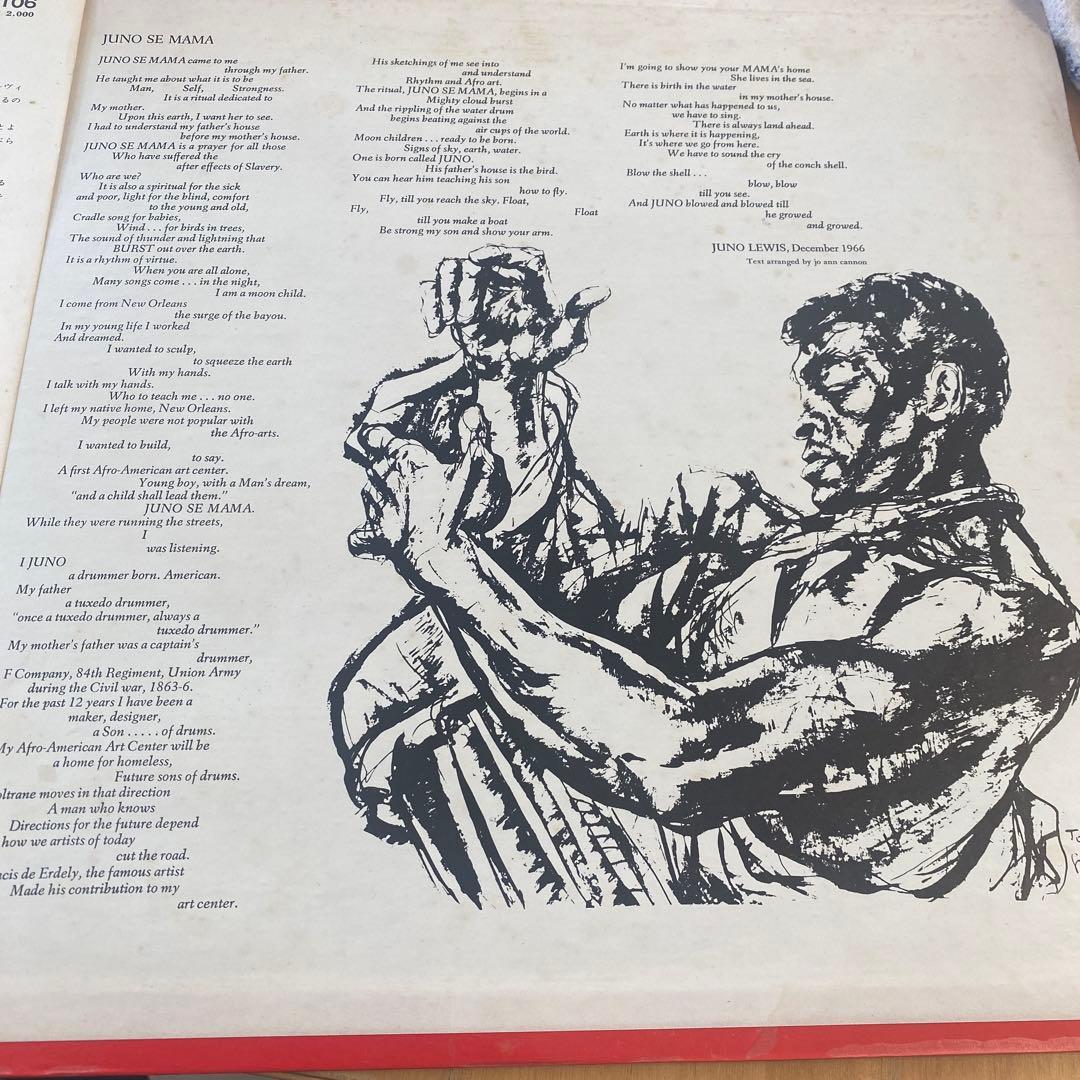 106
2.000
ーヴィ
るの
とよ
ら
る
て
JUNO SE MAMA
JUNO SE MAMA came to me
through my father.
He taught me about what it is to be
Man, Self, Strongness.
It is a ritual dedicated to
My mother.
Upon this earth, I want her to see.
I had to understand my father's house
before my mother's house.
JUNO SE MAMA is a prayer for all those
Who have suffered the
after effects of Slavery.
Who are we?
It is also a spiritual for the sick
and poor, light for the blind, comfort
to the young and old,
Cradle song for babies,
Wind . . . for birds in trees,
The sound of thunder and lightning that
BURST out over the earth.
It is a rhythm of virtue.
When you are all alone,
Many songs come . . . in the night,
I am a moon child.
I come from New Orleans
the surge of the bayou.
In my young life I worked
And dreamed.
I wanted to sculp,
to squeeze the earth
With my hands.
I talk with my hands.
Who to teach me . . . no one.
I left my native home, New Orleans.
My people were not popular with
the Afro-arts.
I wanted to build,
to say.
A first Afro-American art center.
Young boy, with a Man's dream,
"and a child shall lead them."
JUNO SE MAMA.
While they were running the streets,
I
was listening.
I JUNO
a drummer born. American.
My father
a tuxedo drummer,
"once a tuxedo drummer, always a
tuxedo drummer."
My mother's father was a captain's
drummer,
F Company, 84th Regiment, Union Army
during the Civil war, 1863-6.
For the past 12 years I have been a
maker, designer,
a Son . . . . . of drums.
My Afro-American Art Center will be
a home for homeless,
Future sons of drums.
oltrane moves in that direction
A man who knows
Directions for the future depend
how we artists of today
cut the road.
cis de Erdely, the famous artist
Made his contribution to my
art center.
His sketchings of me see into
and understand
Rhythm and Afro art.
The ritual, JUNO SE MAMA, begins in a
Mighty cloud burst
And the rippling of the water drum
begins beating against the
air cups of the world.
Moon children . . . ready to be born.
Signs of sky, earth, water.
One is born called JUNO.
His father's house is the bird.
You can hear him teaching his son
how to fly.
Fly, till you reach the sky. Float,
Fly, Float
till you make a boat
Be strong my son and show your arm.
I'm going to show you your MAMA's home
She lives in the sea.
There is birth in the water
in my mother's house.
No matter what has happened to us,
we have to sing.
There is always land ahead.
Earth is where it is happening,
It's where we go from here.
We have to sound the cry
of the conch shell.
Blow the shell . . .
blow, blow
till you see.
And JUNO blowed and blowed till
he growed
and growed.
JUNO LEWIS, December 1966
Text arranged by jo ann cannon